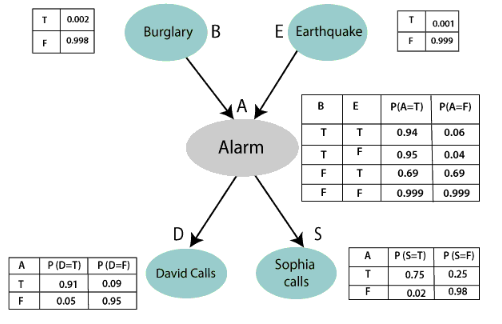 T 0.002
F 0.998
Burglary B
E Earthquake
T 0.001
F 0.999
A
Alarm
B E P(A=T) P(A=F)
T T 0.94 0.06
T F 0.95 0.04
F T 0.69 0.69
F F 0.999 0.999
D
S
David Calls
Sophia
calls
A P (D=T) P (D=F)
T 0.91 0.09
F 0.05 0.95
A P (S=T) P (S=F)
T 0.75 0.25
F 0.02 0.98